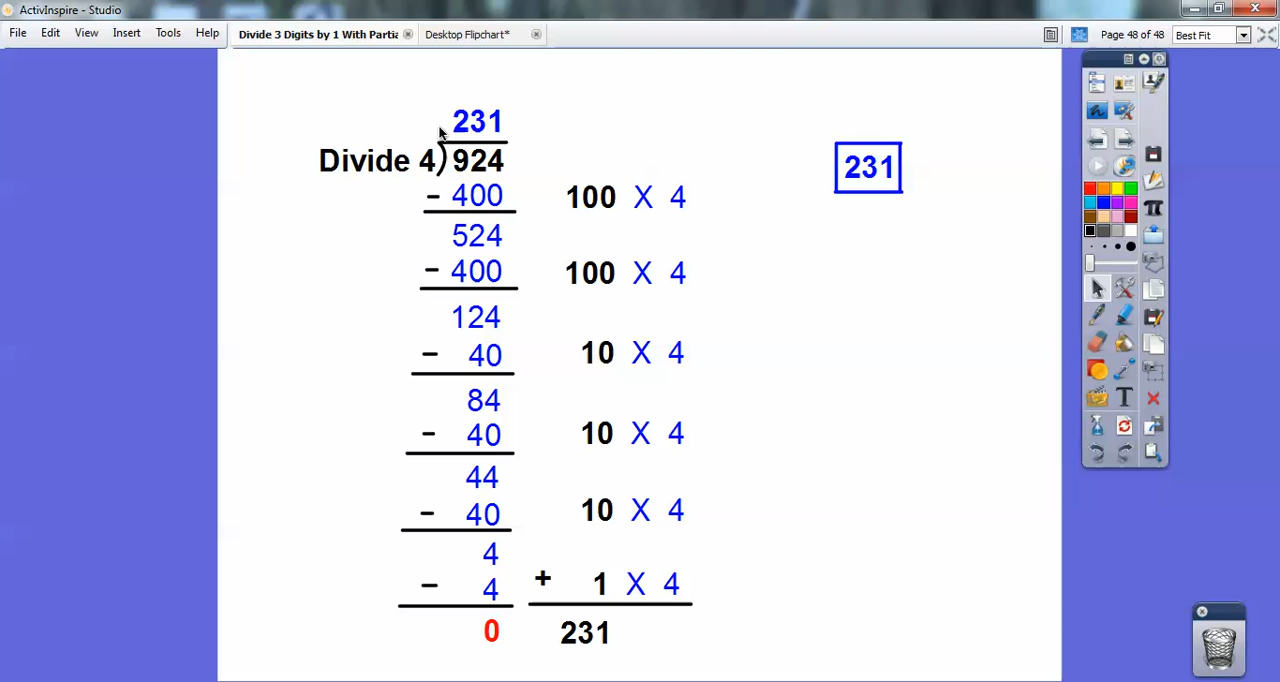 ActivInspire - Studio
File Edit View Insert Tools Help
Divide 3 Digits by 1 With Partia
Desktop Flipchart*
Page 48 of 48
Best Fit
231
Divide 4)924
- 400 100 X 4
524
- 400 100 X 4
124
- 40 10 X 4
84
- 40 10 X 4
44
- 40 10 X 4
4
- 4 + 1 X 4
0 231
231